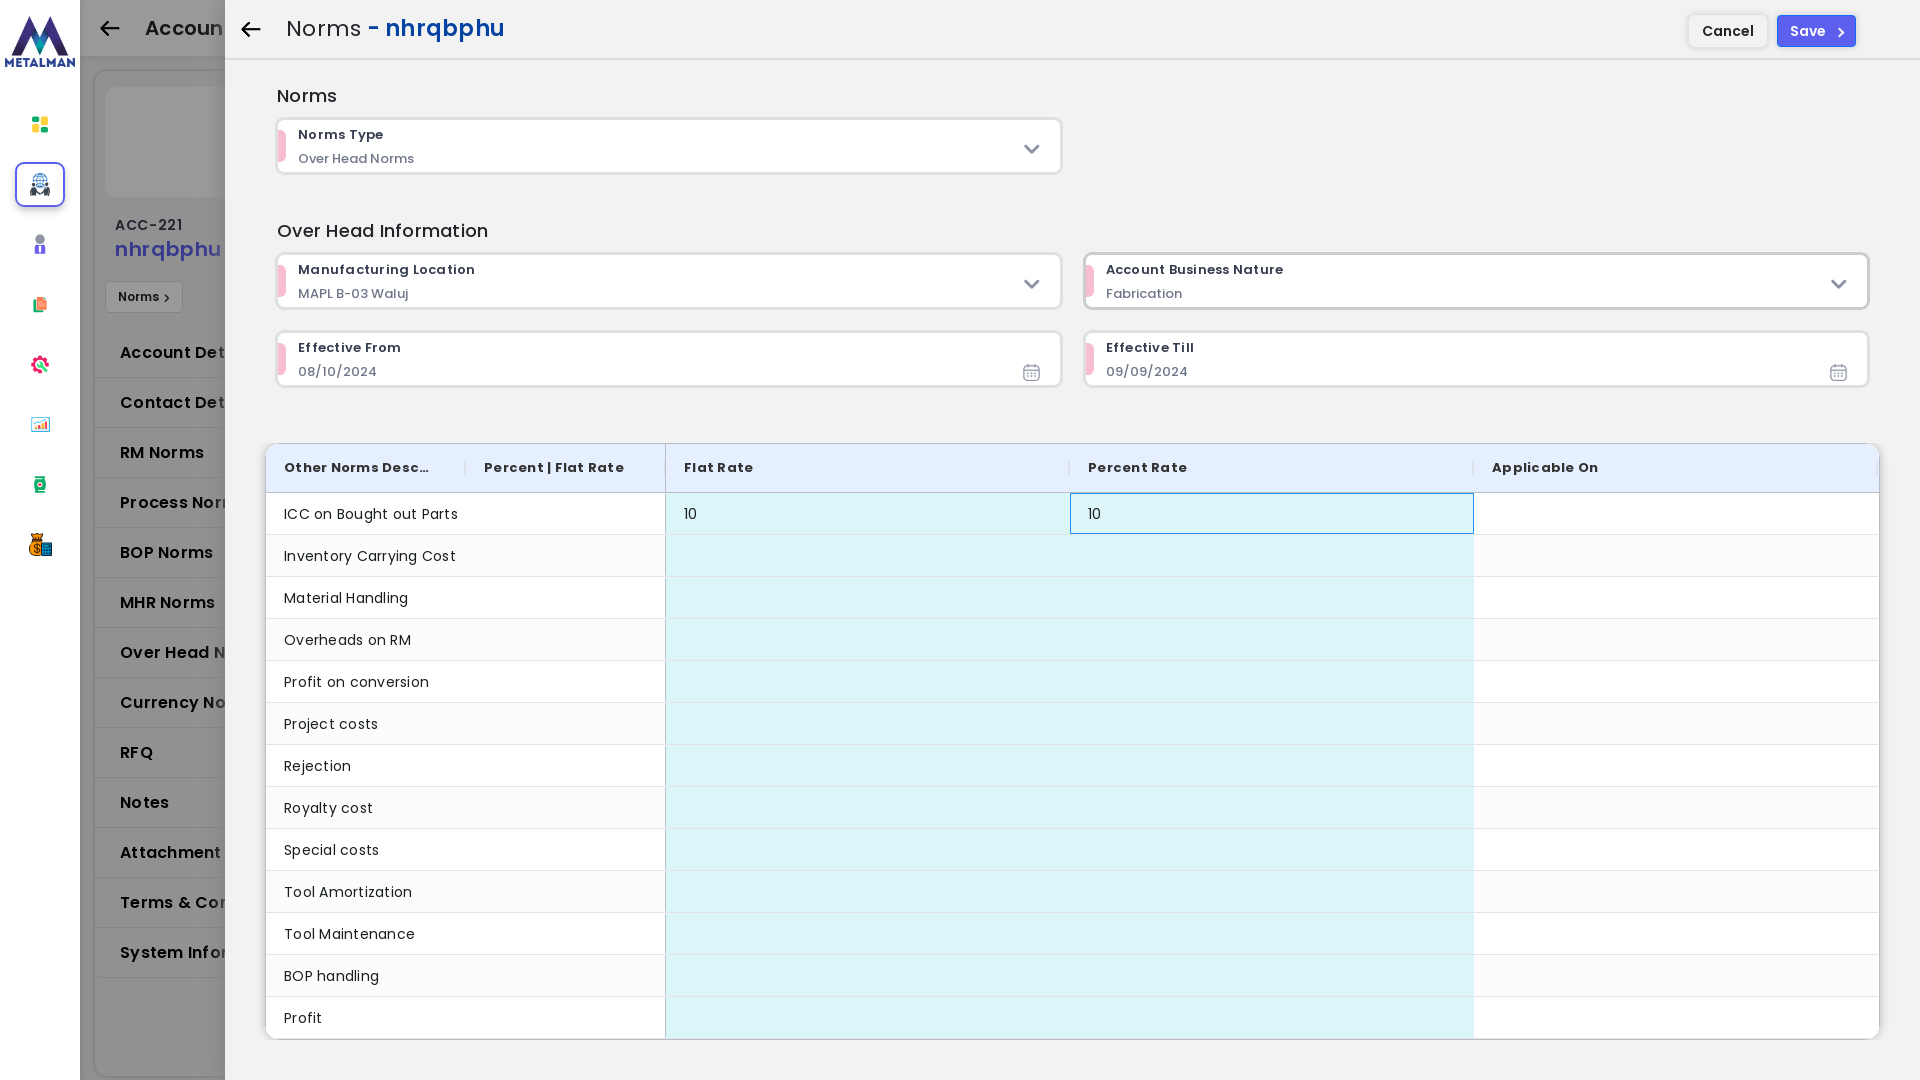 METALMAN
Accoun
ACC-221
nhrqbphu
Norms
Account Det
Contact Det
RM Norms
Process Norr
BOP Norms
MHR Norms
Over Head N
Currency No
RFQ
Notes
Attachment
Terms & Cor
System Infor
Norms - nhrqbphu
Cancel
Save
Norms
Norms Type
Over Head Norms
Over Head Information
Manufacturing Location
MAPL B-03 Waluj
Account Business Nature
Fabrication
Effective From
08/10/2024
Effective Till
09/09/2024
Other Norms Desc... Percent | Flat Rate Flat Rate Percent Rate Applicable On
ICC on Bought out Parts 10 10
Inventory Carrying Cost
Material Handling
Overheads on RM
Profit on conversion
Project costs
Rejection
Royalty cost
Special costs
Tool Amortization
Tool Maintenance
BOP handling
Profit